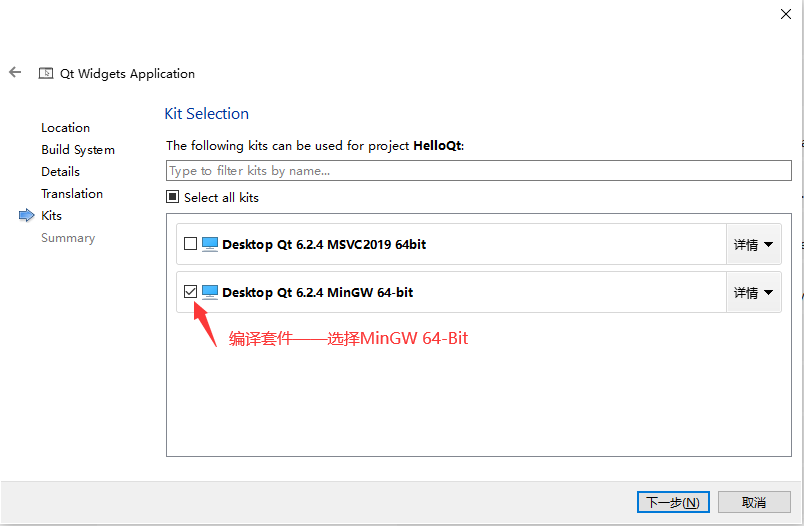 Qt Widgets Application
Location
Build System
Details
Translation
Kits
Summary
Kit Selection
The following kits can be used for project HelloQt:
Type to filter kits by name...
Select all kits
Desktop Qt 6.2.4 MSVC2019 64bit
详情
Desktop Qt 6.2.4 MinGW 64-bit
详情
编译套件——选择MinGW 64-Bit
下一步(N)
取消